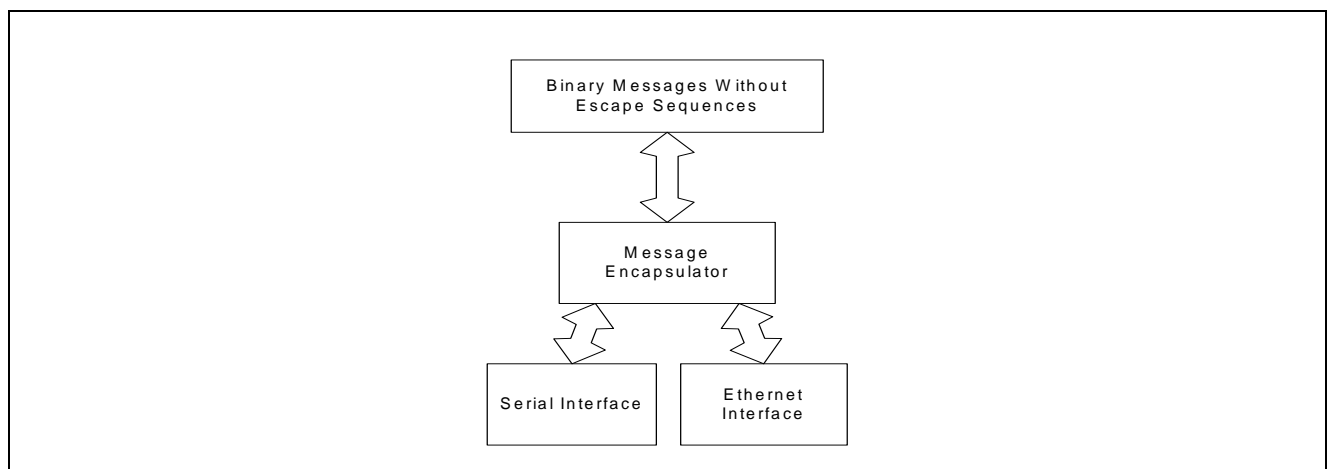 Binary Messages Without
Escape Sequences
Message
Encapsulator
Serial Interface
Ethernet
Interface